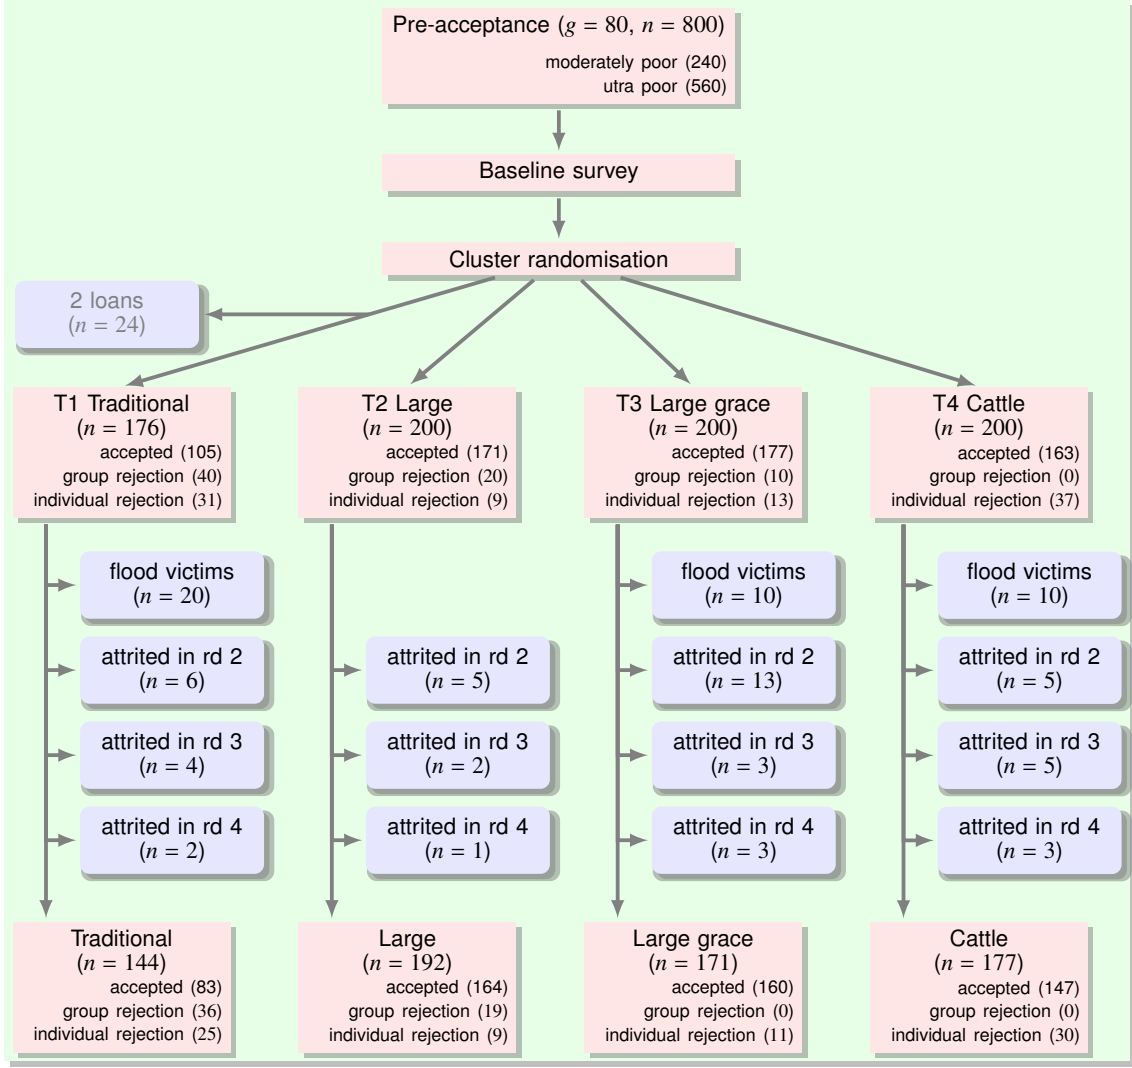 Pre-acceptance (g = 80, n = 800)
moderately poor (240)
utra poor (560)
Baseline survey
Cluster randomisation
2 loans
(n = 24)
T1 Traditional
(n = 176)
accepted (105)
group rejection (40)
individual rejection (31)
T2 Large
(n = 200)
accepted (171)
group rejection (20)
individual rejection (9)
T3 Large grace
(n = 200)
accepted (177)
group rejection (10)
individual rejection (13)
T4 Cattle
(n = 200)
accepted (163)
group rejection (0)
individual rejection (37)
flood victims
(n = 20)
flood victims
(n = 10)
flood victims
(n = 10)
attrited in rd 2
(n = 6)
attrited in rd 2
(n = 5)
attrited in rd 2
(n = 13)
attrited in rd 2
(n = 5)
attrited in rd 3
(n = 4)
attrited in rd 3
(n = 2)
attrited in rd 3
(n = 3)
attrited in rd 3
(n = 5)
attrited in rd 4
(n = 2)
attrited in rd 4
(n = 1)
attrited in rd 4
(n = 3)
attrited in rd 4
(n = 3)
Traditional
(n = 144)
accepted (83)
group rejection (36)
individual rejection (25)
Large
(n = 192)
accepted (164)
group rejection (19)
individual rejection (9)
Large grace
(n = 171)
accepted (160)
group rejection (0)
individual rejection (11)
Cattle
(n = 177)
accepted (147)
group rejection (0)
individual rejection (30)